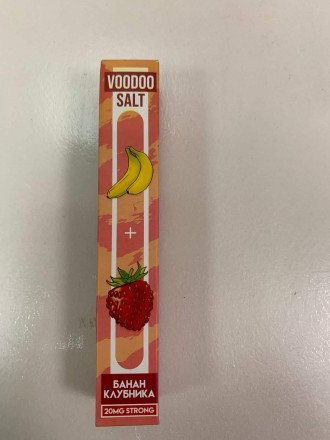 VOODOO
SALT
+
БАНАН
КЛУБНИКА
20MG STRONG